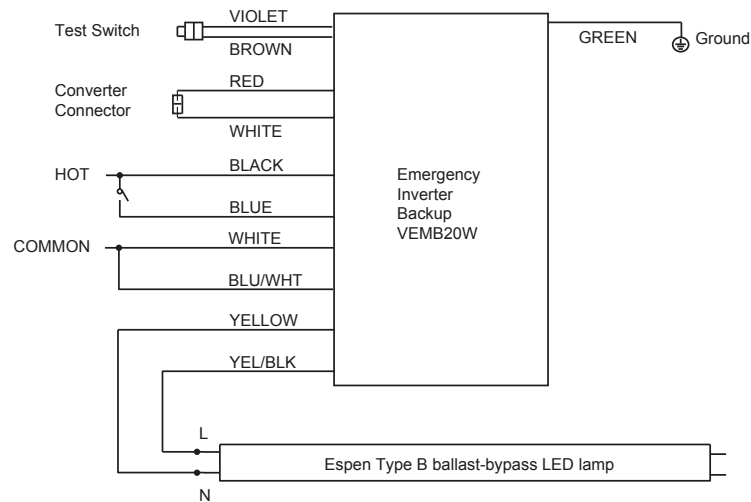 VIOLET
Test Switch
BROWN
GREEN
Ground
RED
Converter
Connector
WHITE
BLACK
HOT
BLUE
Emergency
Inverter
Backup
VEMB20W
WHITE
COMMON
BLU/WHT
YELLOW
YEL/BLK
L
Espen Type B ballast-bypass LED lamp
N